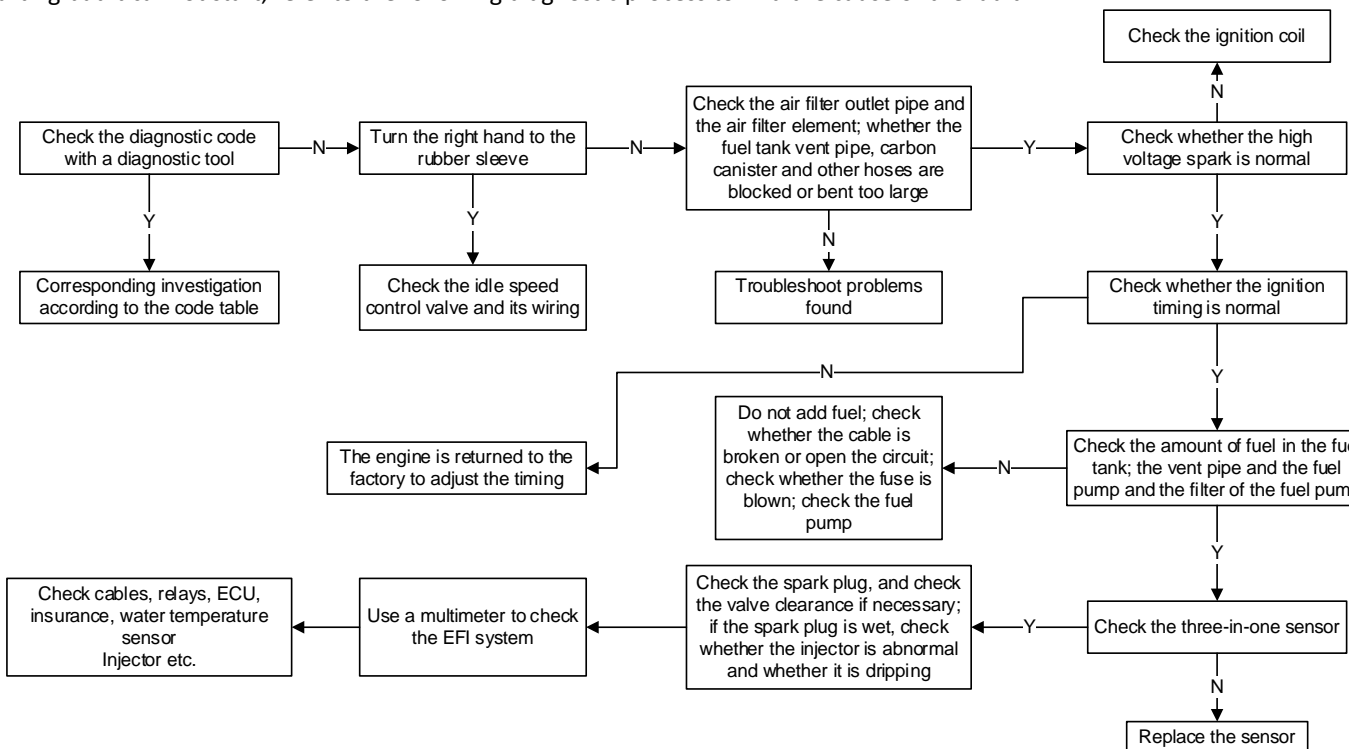 Check the ignition coil
N
Check the diagnostic code
with a diagnostic tool
N
Turn the right hand to the
rubber sleeve
N
Check the air filter outlet pipe and
the air filter element; whether the
fuel tank vent pipe, carbon
canister and other hoses are
blocked or bent too large
Y
Check whether the high
voltage spark is normal
Y
Y
N
Y
Corresponding investigation
according to the code table
Check the idle speed
control valve and its wiring
Troubleshoot problems
found
Check whether the ignition
timing is normal
N
Y
The engine is returned to the
factory to adjust the timing
Do not add fuel; check
whether the cable is
broken or open the circuit;
check whether the fuse is
blown; check the fuel
pump
N
Check the amount of fuel in the fue
tank; the vent pipe and the fuel
pump and the filter of the fuel pum
Y
Check cables, relays, ECU,
insurance, water temperature
sensor
Injector etc.
Use a multimeter to check
the EFI system
Check the spark plug, and check
the valve clearance if necessary;
if the spark plug is wet, check
whether the injector is abnormal
and whether it is dripping
Y
Check the three-in-one sensor
N
Replace the sensor